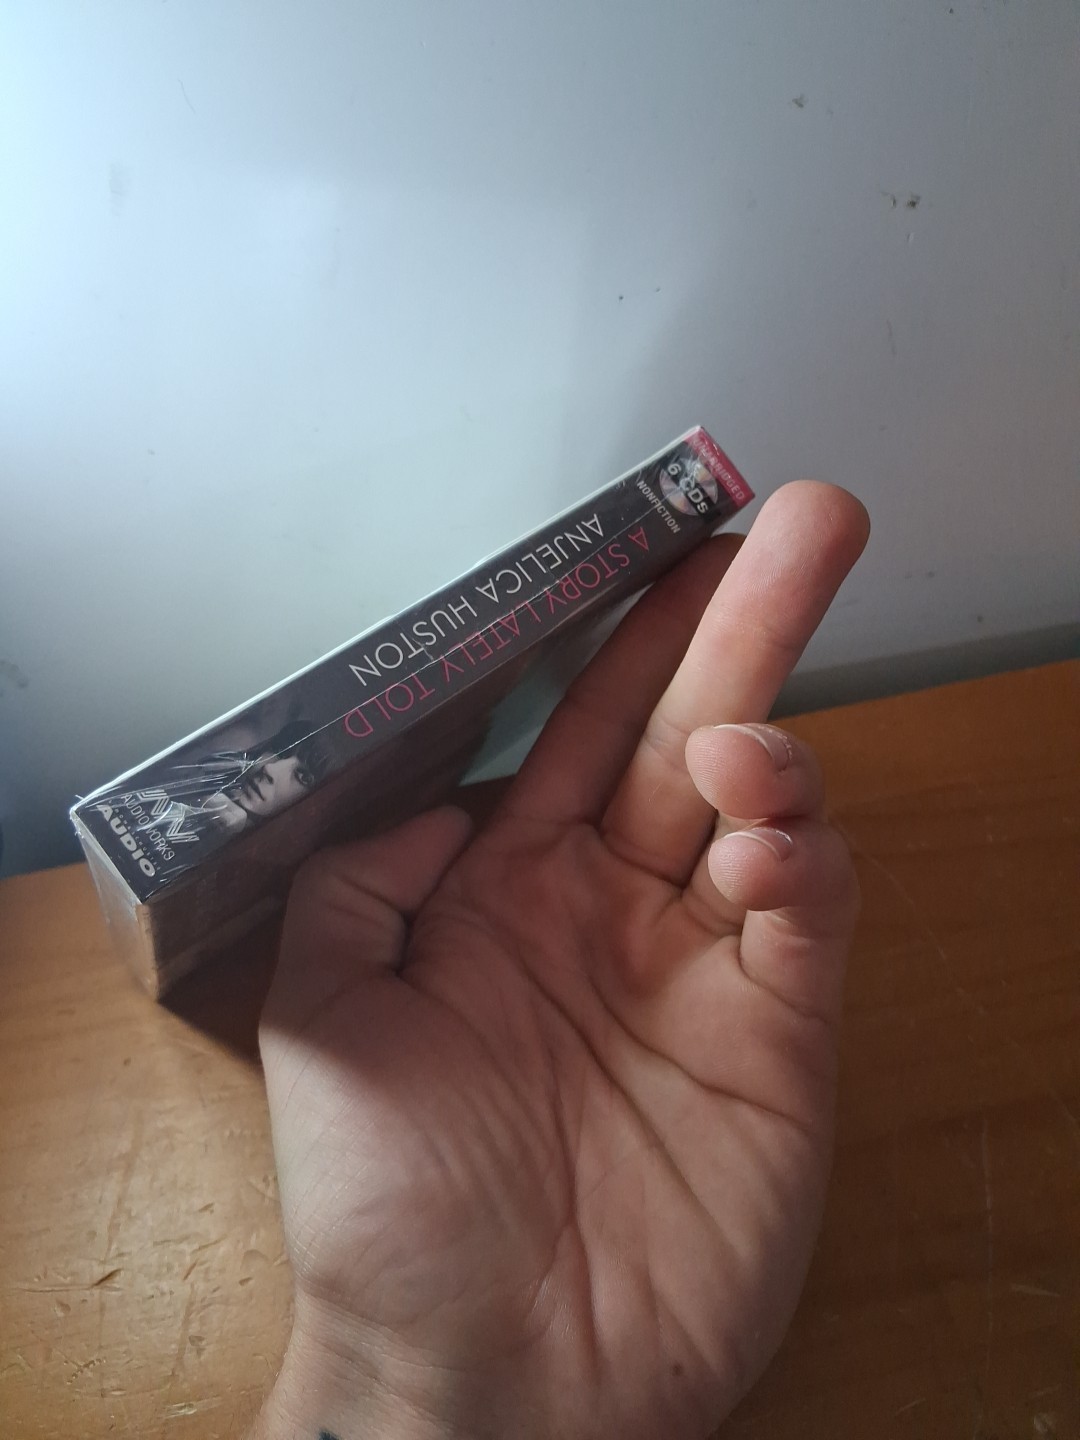 UNABRIDGED
6 CDS
NONFICTION
ANJELICA HUSTON
A STORY LATELY TOLD
AUDIOWORKS
AUDIO